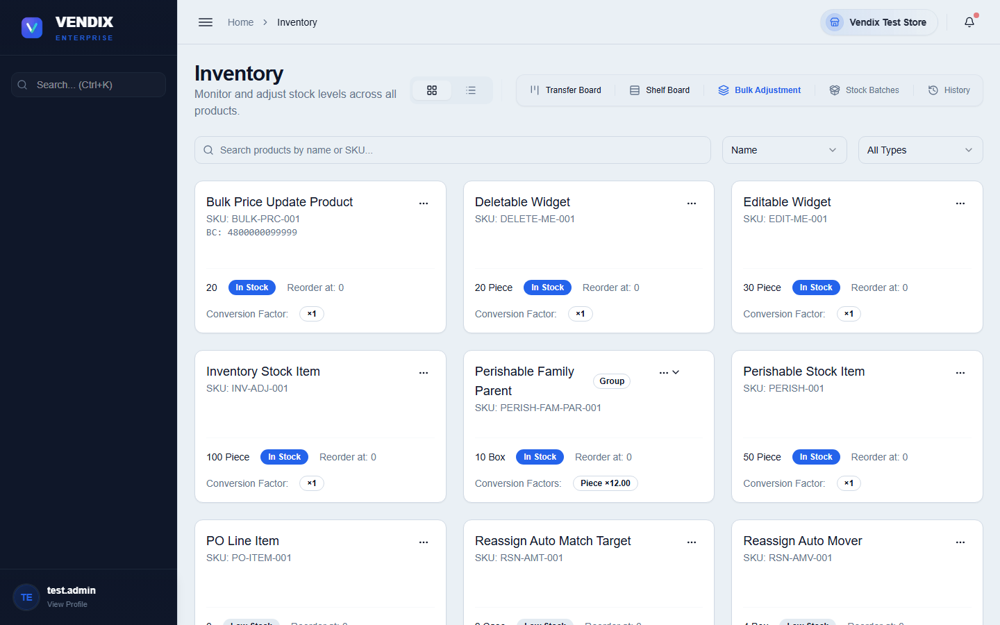 VENDIX
ENTERPRISE
Search... (Ctrl+K)
test.admin
TE
View Profile
Home > Inventory
Vendix Test Store
Inventory
Monitor and adjust stock levels across all
products.
Transfer Board
Shelf Board
Bulk Adjustment
Stock Batches
History
Search products by name or SKU...
Name
All Types
Bulk Price Update Product
SKU: BULK-PRC-001
BC: 4800000099999
20 In Stock Reorder at: 0
Conversion Factor: ×1
Deletable Widget
SKU: DELETE-ME-001
20 Piece In Stock Reorder at: 0
Conversion Factor: ×1
Editable Widget
SKU: EDIT-ME-001
30 Piece In Stock Reorder at: 0
Conversion Factor: ×1
Inventory Stock Item
SKU: INV-ADJ-001
100 Piece In Stock Reorder at: 0
Conversion Factor: ×1
Perishable Family
Parent
Group
SKU: PERISH-FAM-PAR-001
10 Box In Stock Reorder at: 0
Conversion Factors: Piece ×12.00
Perishable Stock Item
SKU: PERISH-001
50 Piece In Stock Reorder at: 0
Conversion Factor: ×1
PO Line Item
SKU: PO-ITEM-001
Reassign Auto Match Target
SKU: RSN-AMT-001
Reassign Auto Mover
SKU: RSN-AMV-001